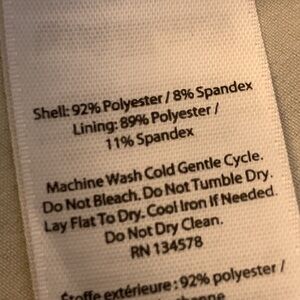 Shell: 92% Polyester / 8% Spandex
Lining: 89% Polyester /
11% Spandex
Machine Wash Cold Gentle Cycle.
Do Not Bleach. Do Not Tumble Dry.
Lay Flat To Dry. Cool Iron If Needed.
Do Not Dry Clean.
RN 134578
Étoffe extérieure : 92% polyester /